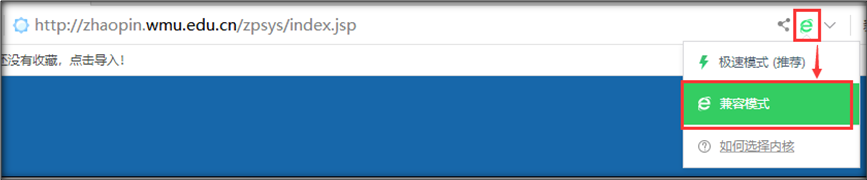 http://zhaopin.wmu.edu.cn/zpsys/index.jsp
还没有收藏，点击导入！
极速模式 (推荐)
兼容模式
如何选择内核